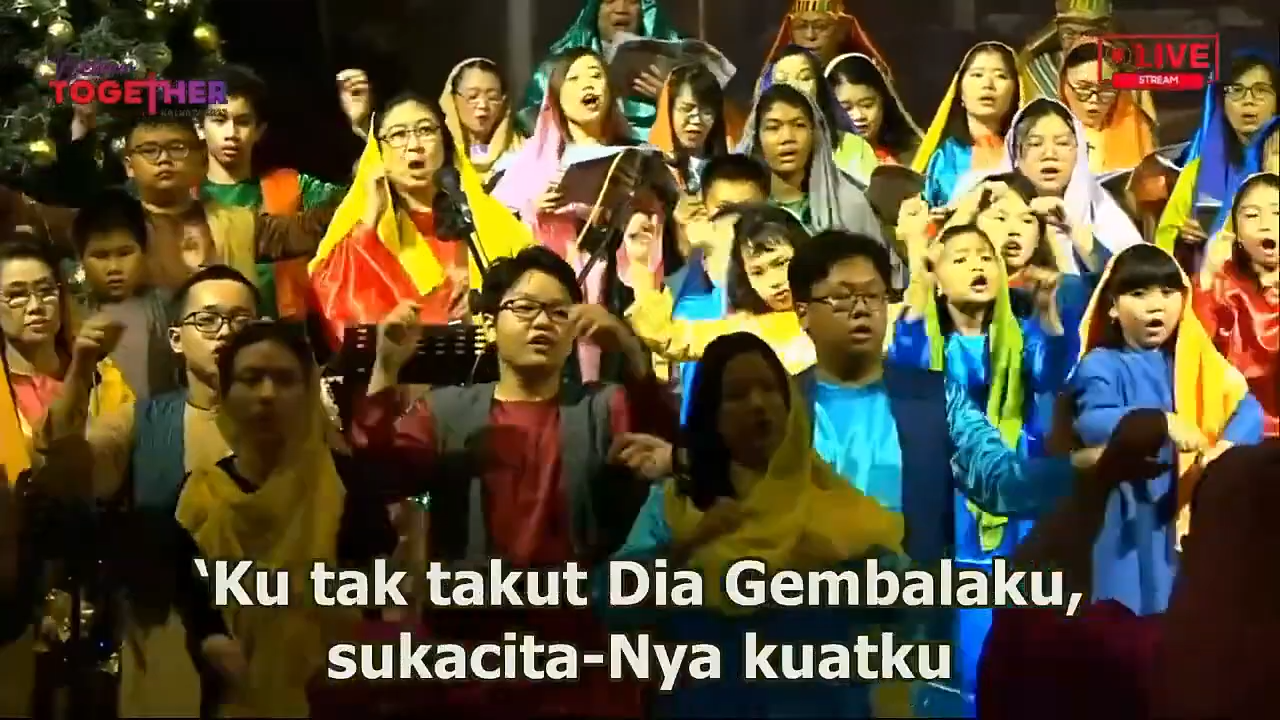 TOGETHER
LIVE
STREAM
‘Ku tak takut Dia Gembalaku,
sukacita-Nya kuatku